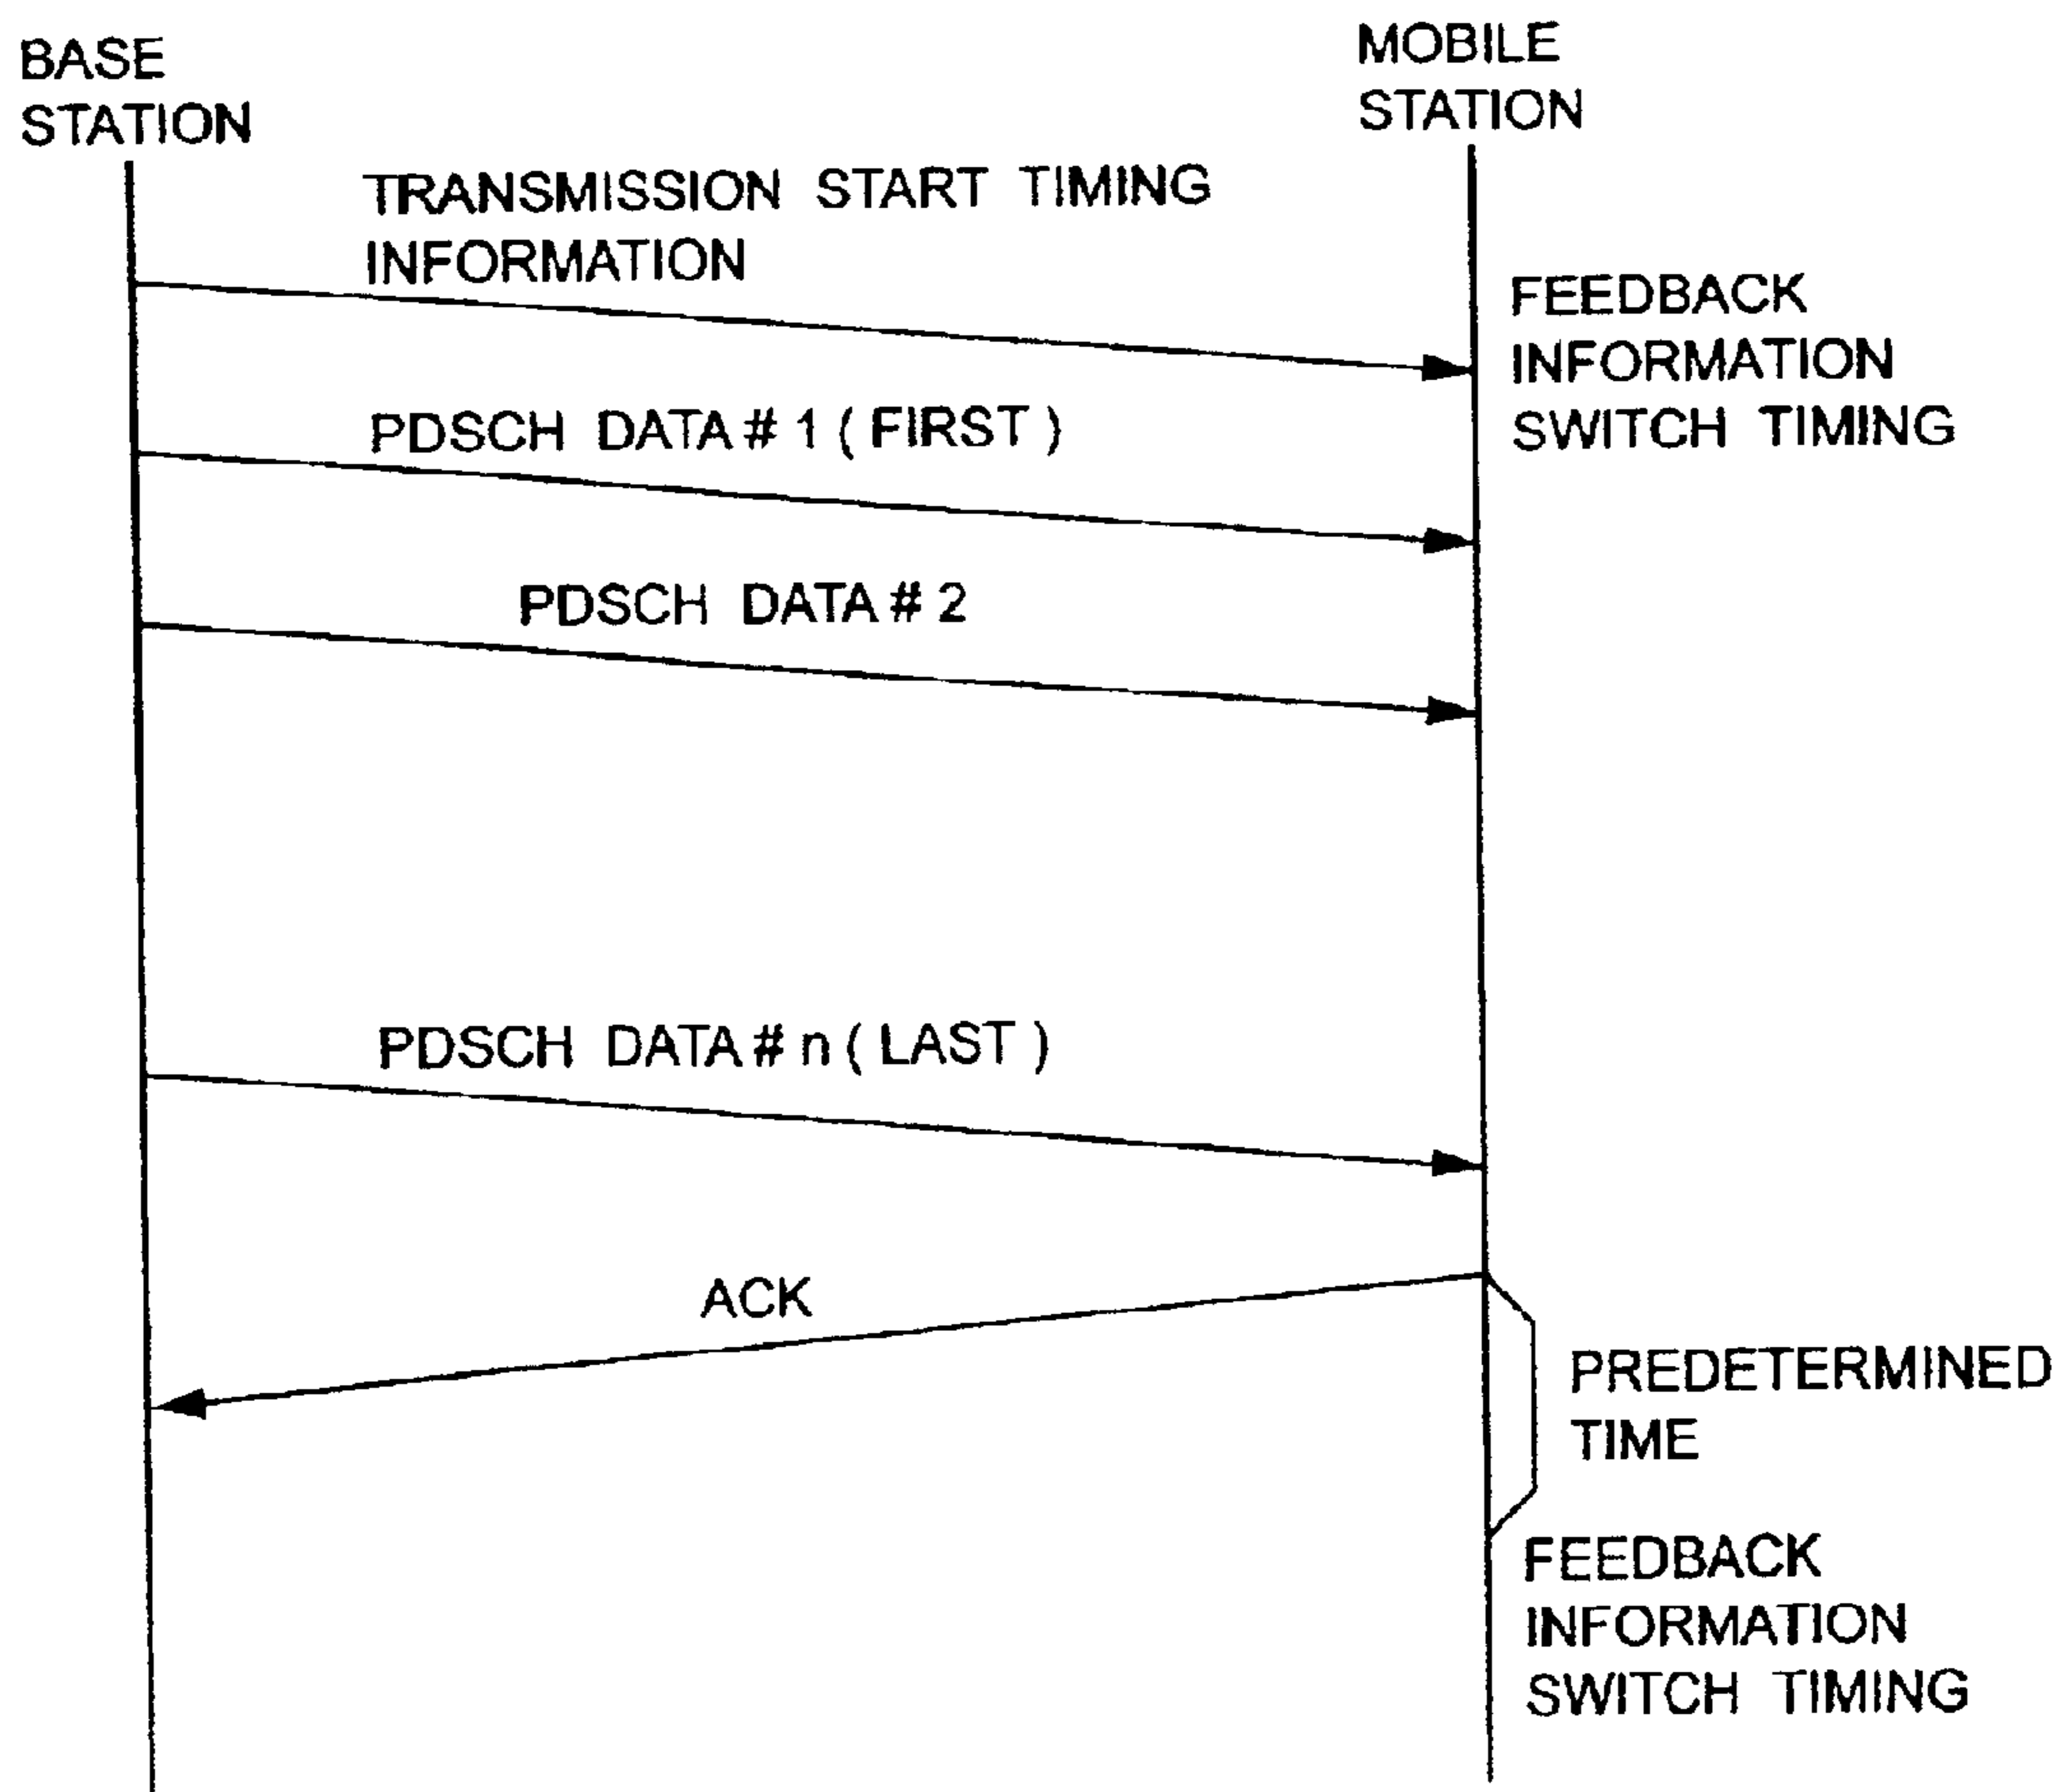 BASE
STATION
MOBILE
STATION
TRANSMISSION START TIMING
INFORMATION
FEEDBACK
INFORMATION
SWITCH TIMING
PDSCH DATA # 1 ( FIRST )
PDSCH DATA # 2
PDSCH DATA # n ( LAST )
ACK
PREDETERMINED
TIME
FEEDBACK
INFORMATION
SWITCH TIMING